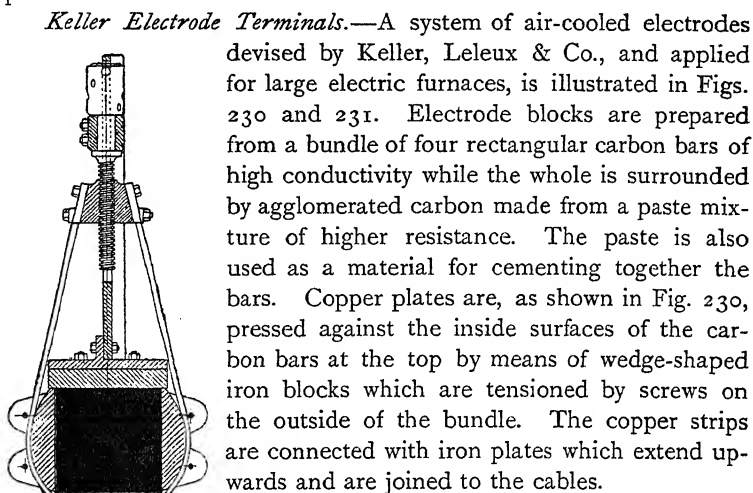 Keller Electrode Terminals.—A system of air-cooled electrodes
devised by Keller, Leleux & Co., and applied
for large electric furnaces, is illustrated in Figs.
230 and 231. Electrode blocks are prepared
from a bundle of four rectangular carbon bars of
high conductivity while the whole is surrounded
by agglomerated carbon made from a paste mix-
ture of higher resistance. The paste is also
used as a material for cementing together the
bars. Copper plates are, as shown in Fig. 230,
pressed against the inside surfaces of the car-
bon bars at the top by means of wedge-shaped
iron blocks which are tensioned by screws on
the outside of the bundle. The copper strips
are connected with iron plates which extend up-
wards and are joined to the cables.